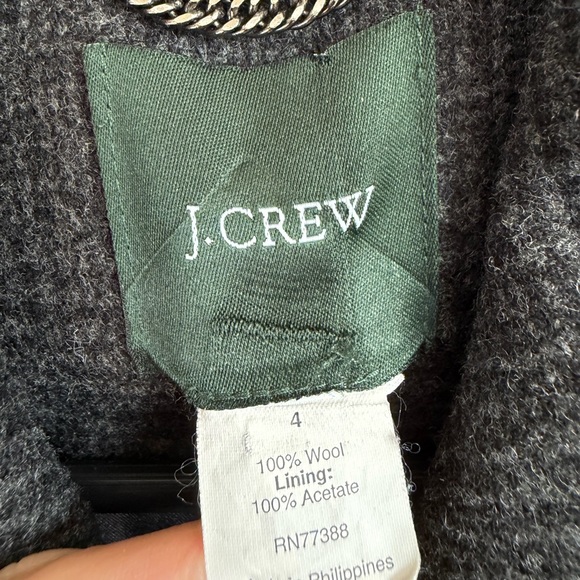 J.CREW
4
100% Wool
Lining:
100% Acetate
RN77388
Philippines